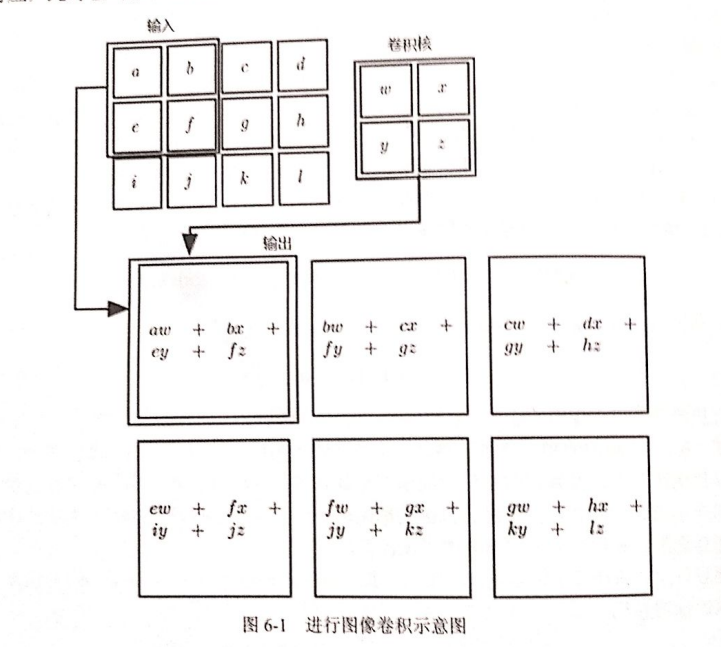 输入
卷积核
a b c d
w x
e f g h
y z
i j k l
输出
aw + bx +
ey + fz
bw + cx +
fy + gz
cw + dx +
gy + hz
ew + fx +
iy + jz
fw + gx +
jy + kz
gw + hx +
ky + lz
图 6-1 进行图像卷积示意图